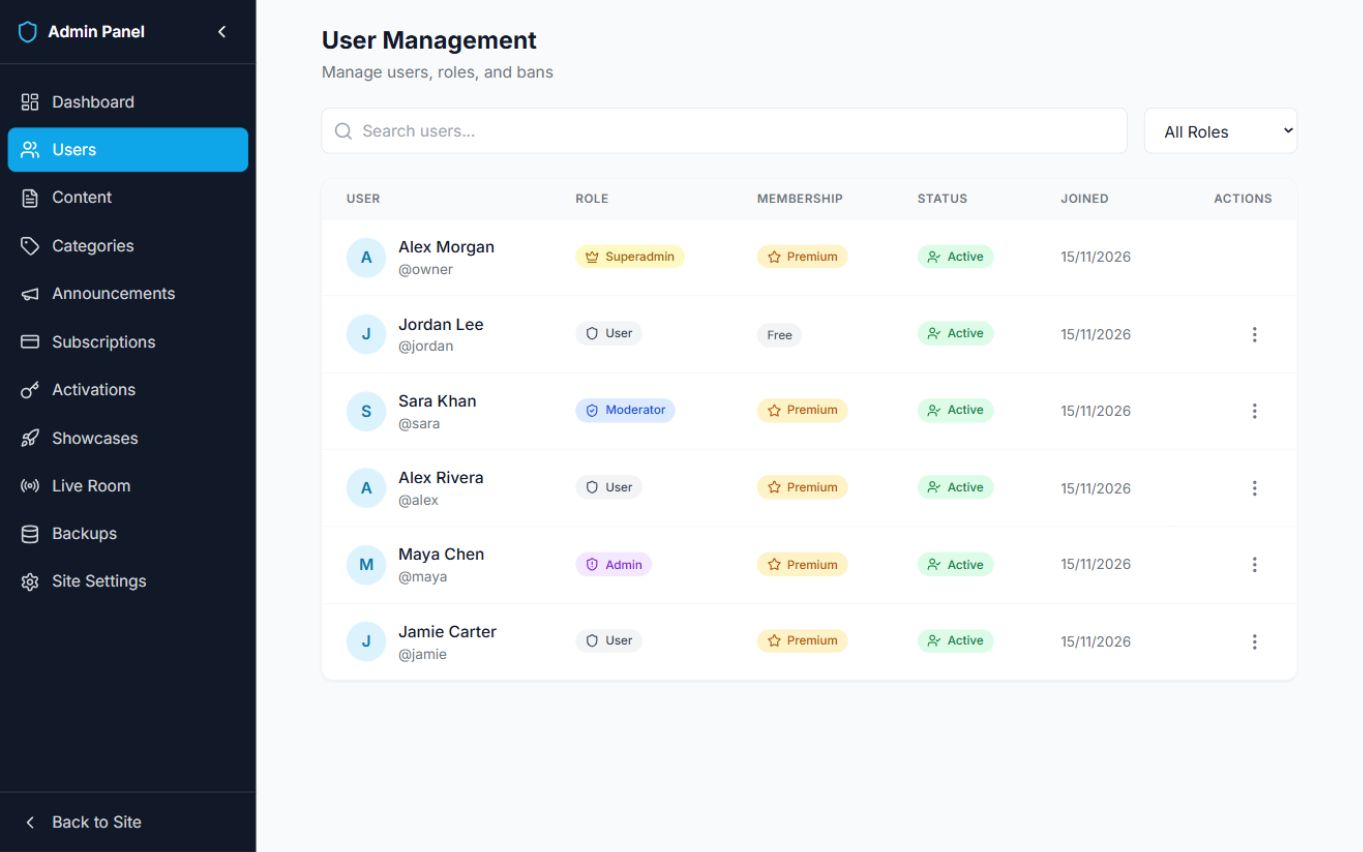 Admin Panel
Dashboard
Users
Content
Categories
Announcements
Subscriptions
Activations
Showcases
Live Room
Backups
Site Settings
Back to Site
User Management
Manage users, roles, and bans
Search users...
All Roles
USER ROLE MEMBERSHIP STATUS JOINED ACTIONS
A Alex Morgan Superadmin Premium Active 15/11/2026
@owner
J Jordan Lee User Free Active 15/11/2026
@jordan
S Sara Khan Moderator Premium Active 15/11/2026
@sara
A Alex Rivera User Premium Active 15/11/2026
@alex
M Maya Chen Admin Premium Active 15/11/2026
@maya
J Jamie Carter User Premium Active 15/11/2026
@jamie